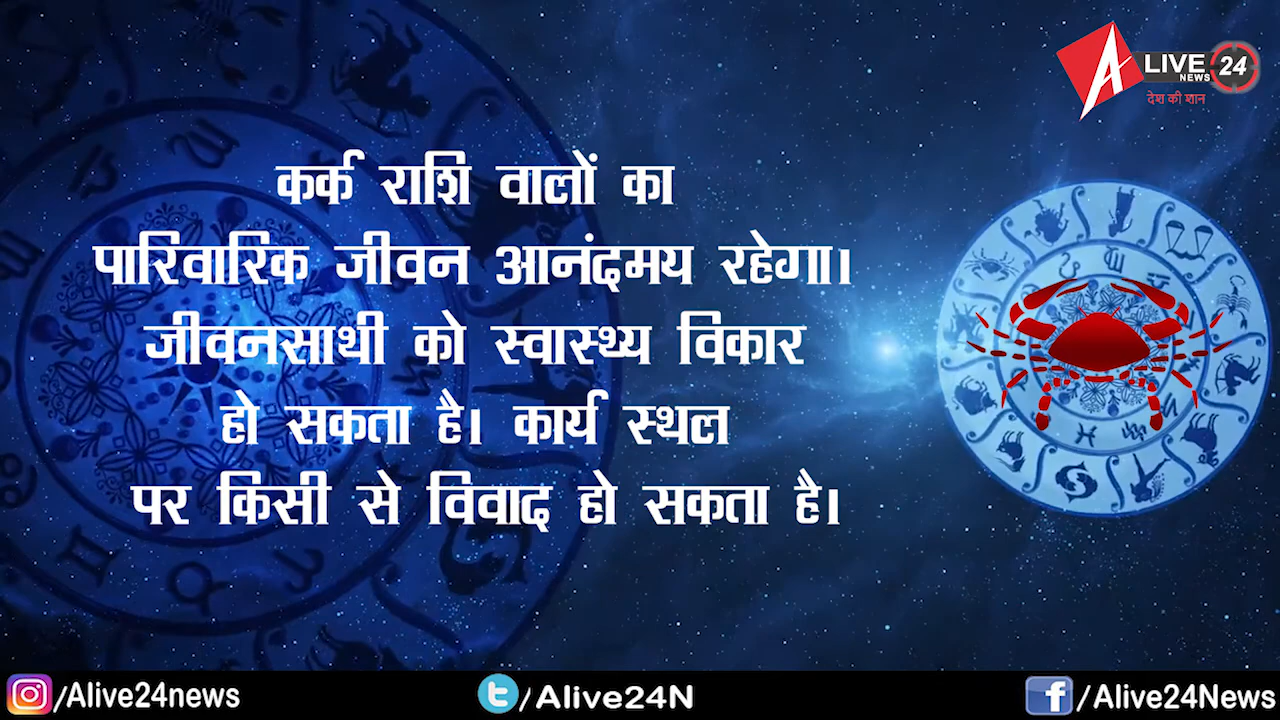 A LIVE 24
NEWS
देश की शान
कर्क राशि वालों का
पारिवारिक जीवन आनंदमय रहेगा।
जीवनसाथी को स्वास्थ्य विकार
हो सकता है। कार्य स्थल
पर किसी से विवाद हो सकता है।
/Alive24news
/Alive24N
/Alive24News